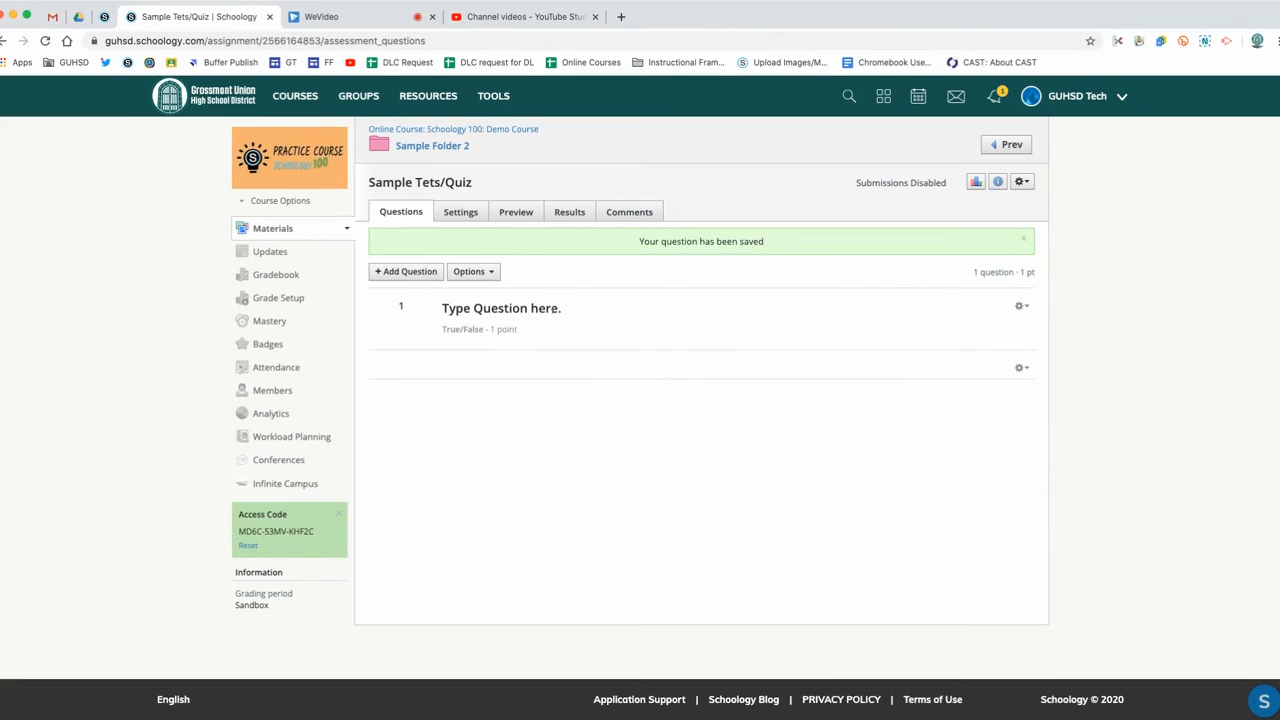 Sample Tets/Quiz | Schoology
WeVideo
Channel videos - YouTube Stu
guhsd.schoology.com/assignment/2566164853/assessment_questions
Apps
GUHSD
Buffer Publish
GT
FF
DLC Request
DLC request for DL
Online Courses
Instructional Fram...
Upload Images/M...
Chromebook Use...
CAST: About CAST
Grossmont Union
High School District
COURSES
GROUPS
RESOURCES
TOOLS
1
GUHSD Tech
PRACTICE COURSE
SCHOOLOGY 100
Course Options
Materials
Updates
Gradebook
Grade Setup
Mastery
Badges
Attendance
Members
Analytics
Workload Planning
Conferences
Infinite Campus
Access Code
MD6C-53MV-KHF2C
Reset
Information
Grading period
Sandbox
Online Course: Schoology 100: Demo Course
Sample Folder 2
Prev
Sample Tets/Quiz
Submissions Disabled
Questions
Settings
Preview
Results
Comments
Your question has been saved
+ Add Question
Options
1 question · 1 pt
1
Type Question here.
True/False - 1 point
English
Application Support | Schoology Blog | PRIVACY POLICY | Terms of Use
Schoology © 2020
S